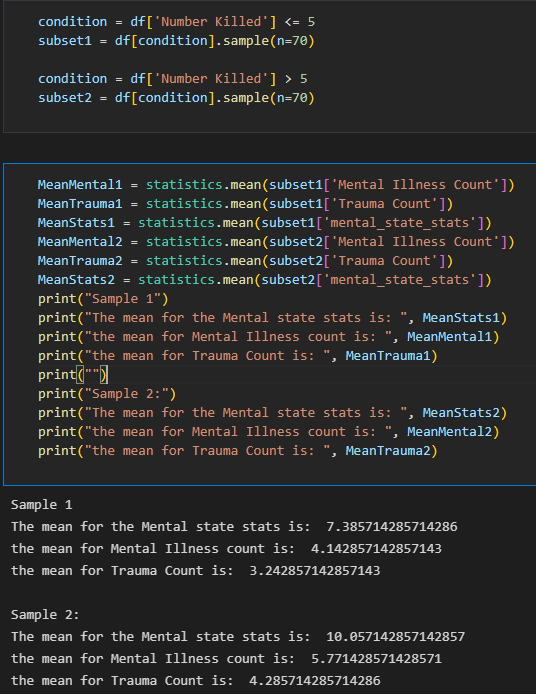 condition = df['Number Killed'] <= 5
subset1 = df[condition].sample(n=70)
condition = df['Number Killed'] > 5
subset2 = df[condition].sample(n=70)
MeanMental1 = statistics.mean(subset1['Mental Illness Count'])
MeanTrauma1 = statistics.mean(subset1['Trauma Count'])
MeanStats1 = statistics.mean(subset1['mental_state_stats'])
MeanMental2 = statistics.mean(subset2['Mental Illness Count'])
MeanTrauma2 = statistics.mean(subset2['Trauma Count'])
MeanStats2 = statistics.mean(subset2['mental_state_stats'])
print("Sample 1")
print("The mean for the Mental state stats is: ", MeanStats1)
print("the mean for Mental Illness count is: ", MeanMental1)
print("the mean for Trauma Count is: ", MeanTrauma1)
print("")
print("Sample 2:")
print("The mean for the Mental state stats is: ", MeanStats2)
print("the mean for Mental Illness count is: ", MeanMental2)
print("the mean for Trauma Count is: ", MeanTrauma2)
Sample 1
The mean for the Mental state stats is:  7.385714285714286
the mean for Mental Illness count is:  4.142857142857143
the mean for Trauma Count is:  3.242857142857143
Sample 2:
The mean for the Mental state stats is:  10.057142857142857
the mean for Mental Illness count is:  5.771428571428571
the mean for Trauma Count is:  4.285714285714286